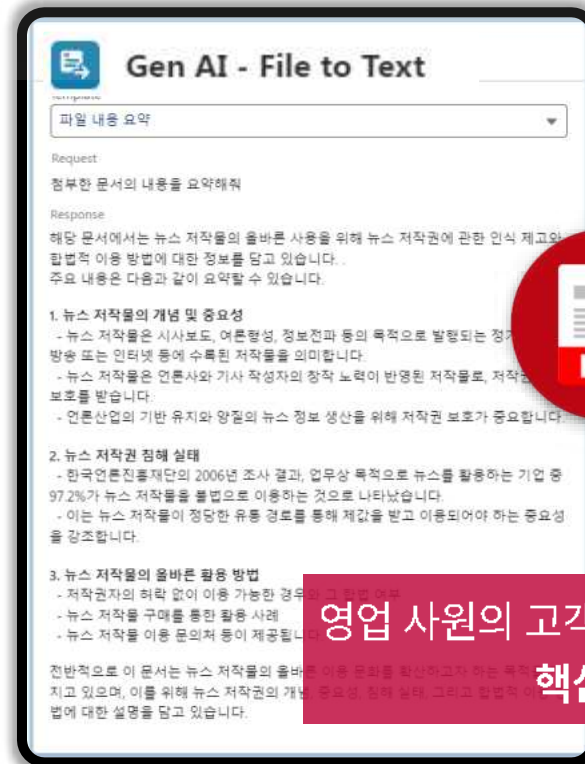 Gen AI - File to Text
파일 내용 요약
Request
첨부한 문서의 내용을 요약해줘
Response
해당 문서에서는 뉴스 저작물의 올바른 사용을 위해 뉴스 저작권에 관한 인식 제고와
합법적 이용 방법에 대한 정보를 담고 있습니다. .
주요 내용은 다음과 같이 요약할 수 있습니다.
1. 뉴스 저작물의 개념 및 중요성
- 뉴스 저작물은 시사보도, 여론형성, 정보전파 등의 목적으로 발행되는
방송 또는 인터넷 등에 수록된 저작물을 의미합니다.
- 뉴스 저작물은 언론사와 기사 작성자의 창작 노력이 반영된 저작물로,
보호를 받습니다.
- 언론산업의 기반 유지와 양질의 뉴스 정보 생산을 위해 저작권 보호가 중요합니다.
2. 뉴스 저작권 침해 실태
- 한국언론진흥재단의 2006년 조사 결과, 업무상 목적으로 뉴스를 활용하는 기업 중
97.2%가 뉴스 저작물을 불법으로 이용하는 것으로 나타났습니다.
- 이는 뉴스 저작물이 정당한 유통 경로를 통해 제값을 받고 이용되어야 하는 중요성
을 강조합니다.
3. 뉴스 저작물의 올바른 활용 방법
- 저작권자의 허락 없이 이용 가능한 경우와 그 합법 여부
- 뉴스 저작물 구매를 통한 활용 사례
- 뉴스 저작물 이용 문의처 등이 제공됩니다.
전반적으로 이 문서는 뉴스 저작물의 올바른 이용 문화를 확산하고자 하는
지고 있으며, 이를 위해 뉴스 저작권의 개념, 중요성, 침해 실태, 그리고 합법적
법에 대한 설명을 담고 있습니다.
영업 사원의